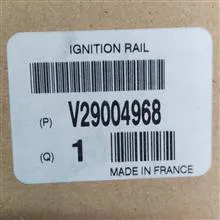 IGNITION RAIL
(P) V29004968
(Q) 1
MADE IN FRANCE